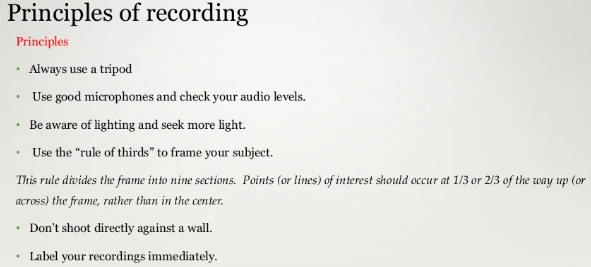 Principles of recording
Principles
• Always use a tripod
• Use good microphones and check your audio levels.
• Be aware of lighting and seek more light.
• Use the “rule of thirds” to frame your subject.
This rule divides the frame into nine sections. Points (or lines) of interest should occur at 1/3 or 2/3 of the way up (or
across) the frame, rather than in the center.
• Don’t shoot directly against a wall.
• Label your recordings immediately.